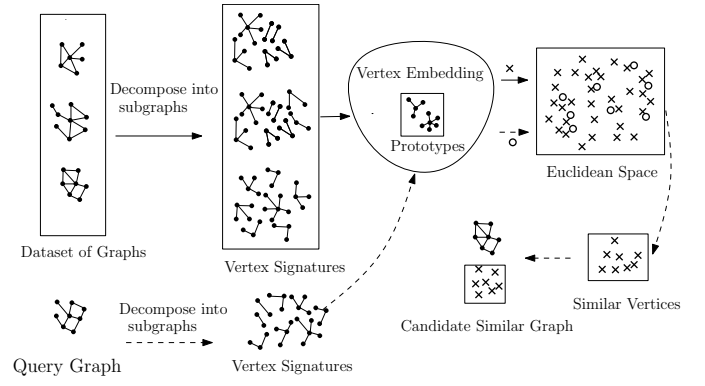 Decompose into
subgraphs
Dataset of Graphs
Vertex Signatures
Vertex Embedding
Prototypes
Euclidean Space
Similar Vertices
Candidate Similar Graph
Query Graph
Decompose into
subgraphs
Vertex Signatures